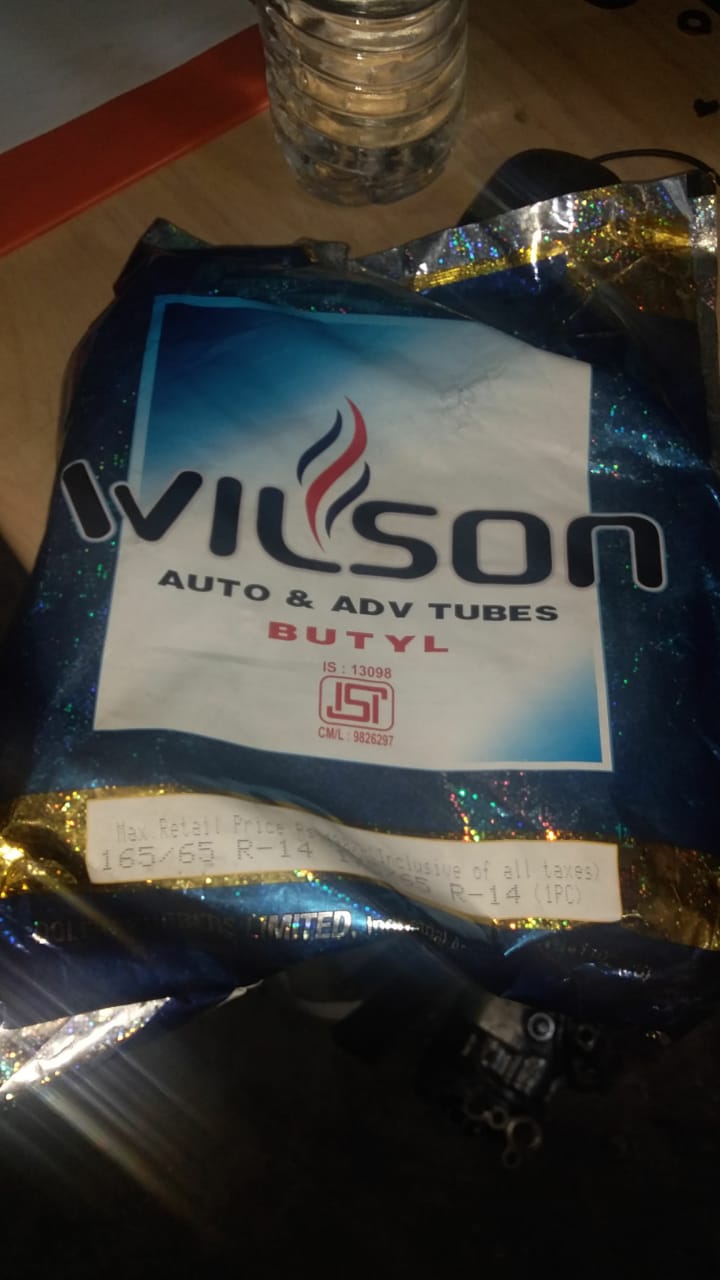 WILSON
AUTO & ADV TUBES
BUTYL
IS : 13098
ISI
CM/L : 9826297
Max Retail Price Rs (Inclusive of all taxes)
165/65 R-14 R-14 (1PC)
LIMITED,